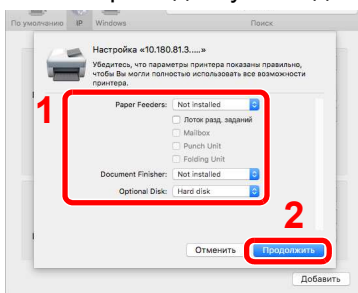 По умолчанию IP Windows Поиск
Настройка «10.180.81.3.....»
Убедитесь, что параметры принтера показаны правильно,
чтобы Вы могли полностью использовать все возможности
принтера.
1
Paper Feeders: Not installed
Лоток разд. заданий
Mailbox
Punch Unit
Folding Unit
Document Finisher: Not installed
Optional Disk: Hard disk
2
Отменить Продолжить
Добавить